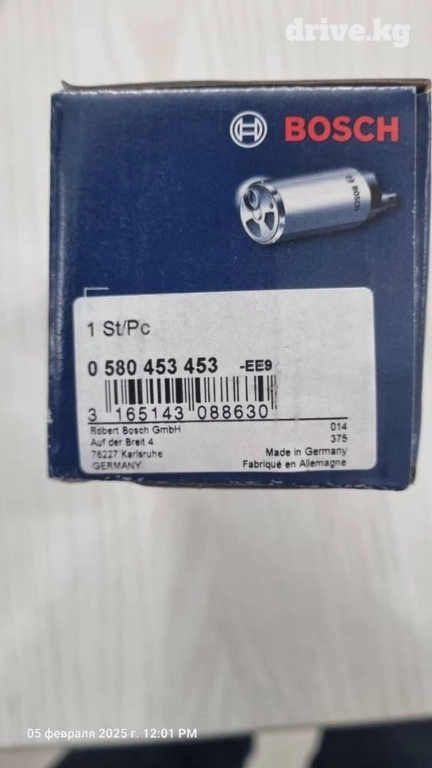 drive.kg
BOSCH
BOSCH
1 St/Pc
0 580 453 453 -EE9
3 165143 088630
Robert Bosch GmbH 014
Auf der Breit 4 375
76227 Karlsruhe Made in Germany
GERMANY Fabriqué en Allemagne
05 февраля 2025 г. 12:01 PM